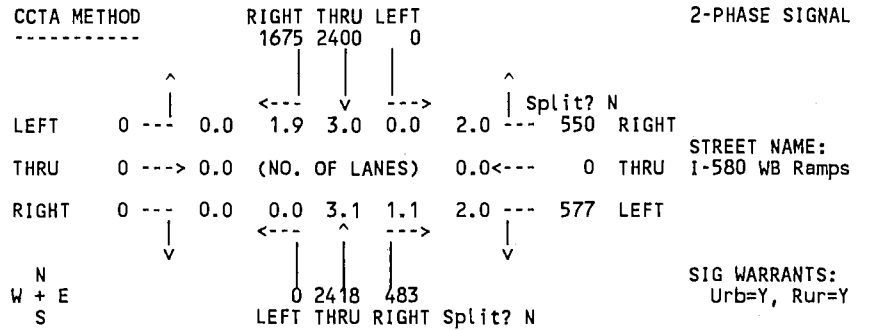 CCTA METHOD RIGHT THRU LEFT 2-PHASE SIGNAL
----------- 1675 2400 0
^ | | | ^
| <--- v ---> | Split? N
LEFT 0 --- 0.0 1.9 3.0 0.0 2.0 --- 550 RIGHT
STREET NAME:
THRU 0 ---> 0.0 (NO. OF LANES) 0.0<--- 0 THRU I-580 WB Ramps
RIGHT 0 --- 0.0 0.0 3.1 1.1 2.0 --- 577 LEFT
| <--- ^ ---> |
v | | | v
N SIG WARRANTS:
W + E 0 2418 483 Urb=Y, Rur=Y
S LEFT THRU RIGHT Split? N